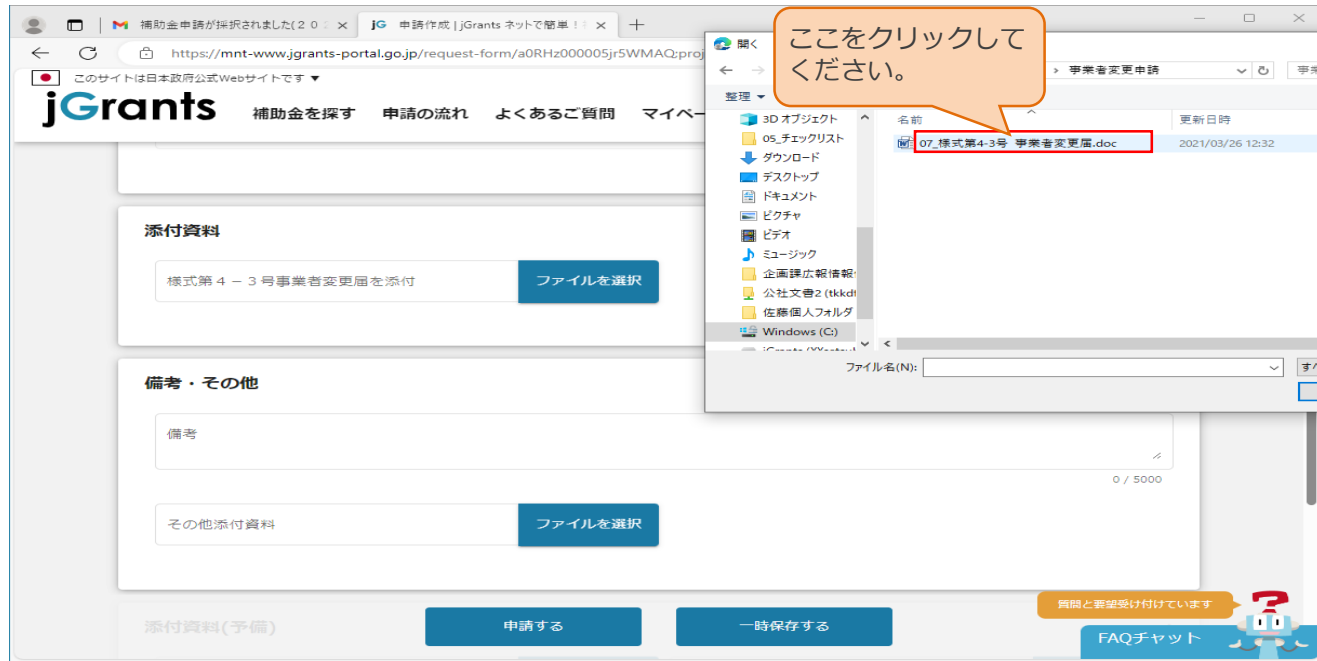 補助金申請が採択されました(20
jG 申請作成 | jGrants ネットで簡単!
https://mnt-www.jgrants-portal.go.jp/request-form/a0RHz000005jr5WMAQ:proj
このサイトは日本政府公式Webサイトです ▼
jGrants
補助金を探す 申請の流れ よくあるご質問 マイペー
ここをクリックして
ください。
開く
› 事業者変更申請
事業
整理 ▼
3D オブジェクト
05_チェックリスト
ダウンロード
デスクトップ
ドキュメント
ピクチャ
ビデオ
ミュージック
企画課広報情報
公社文書2 (tkkdf
佐藤個人フォルダ
Windows (C:)
名前
更新日時
07_様式第4-3号 事業者変更届.doc
2021/03/26 12:32
ファイル名(N):
すべ
添付資料
様式第4-3号事業者変更届を添付
ファイルを選択
備考・その他
備考
0 / 5000
その他添付資料
ファイルを選択
添付資料(予備)
申請する
一時保存する
質問と要望受け付けています
FAQチャット